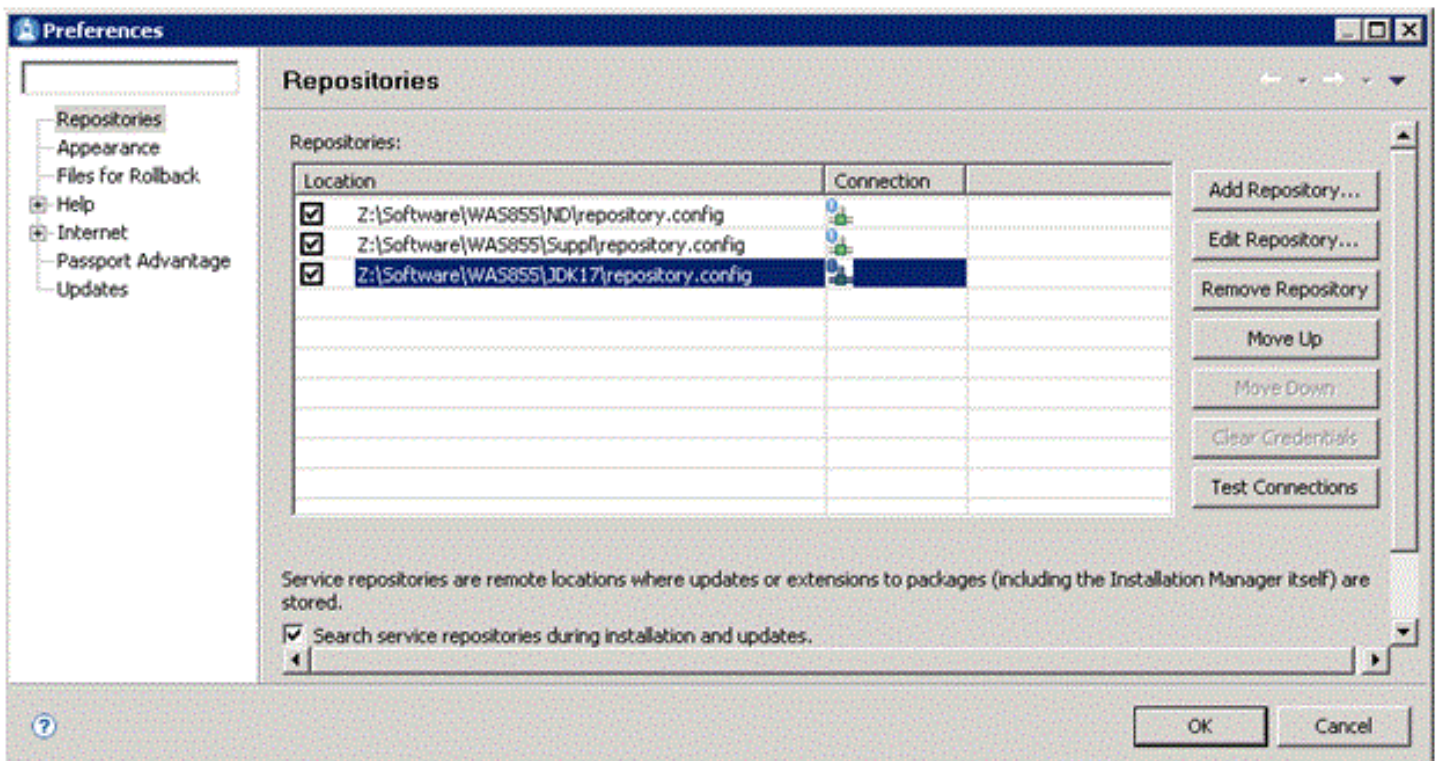 Preferences
Repositories
Repositories
Appearance
Files for Rollback
Help
Internet
Passport Advantage
Updates
Repositories:
Location Connection
Z:\Software\WAS855\ND\repository.config
Z:\Software\WAS855\Suppl\repository.config
Z:\Software\WAS855\JDK17\repository.config
Add Repository...
Edit Repository...
Remove Repository
Move Up
Move Down
Clear Credentials
Test Connections
Service repositories are remote locations where updates or extensions to packages (including the Installation Manager itself) are
stored.
Search service repositories during installation and updates.
?
OK Cancel